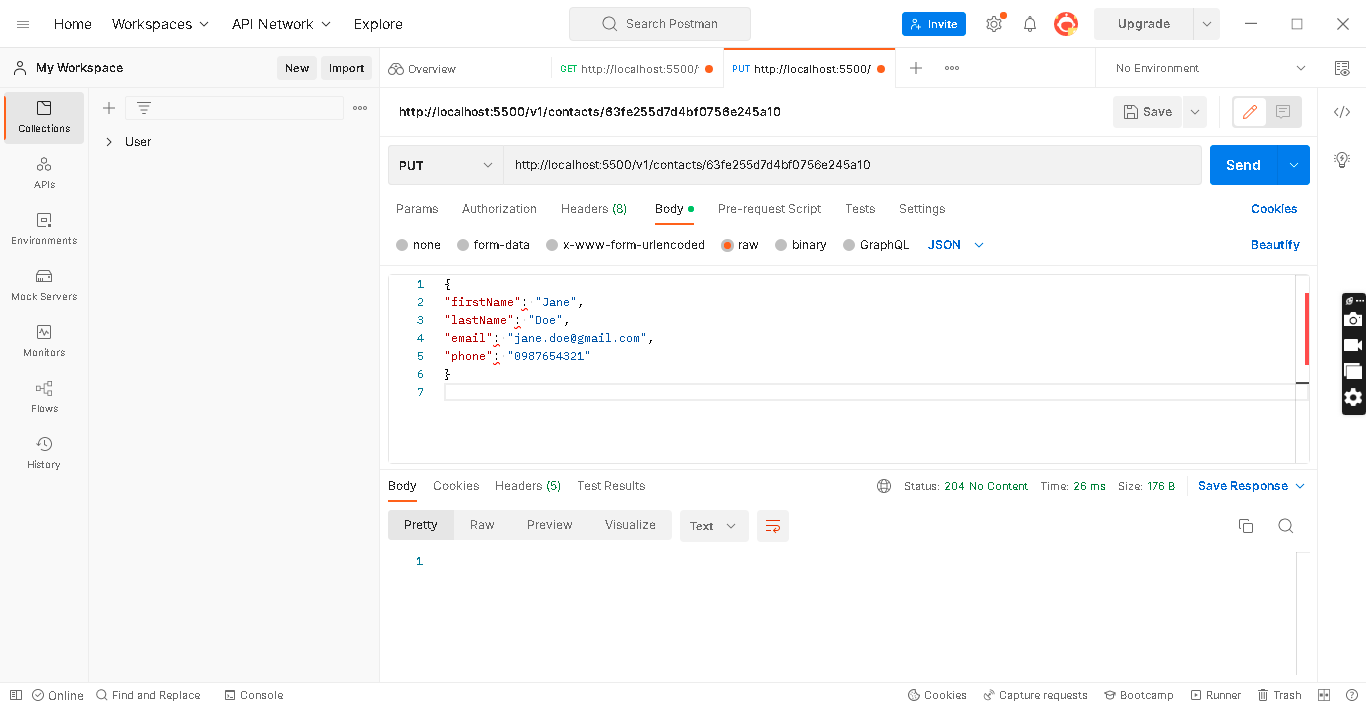 Home Workspaces API Network Explore Search Postman Invite Upgrade
My Workspace New Import Overview GET http://localhost:5500/ PUT http://localhost:5500/ No Environment
http://localhost:5500/v1/contacts/63fe255d7d4bf0756e245a10 Save
Collections
User
APIs
Environments
Mock Servers
Monitors
Flows
History
PUT http://localhost:5500/v1/contacts/63fe255d7d4bf0756e245a10 Send
Params Authorization Headers (8) Body Pre-request Script Tests Settings Cookies
none form-data x-www-form-urlencoded raw binary GraphQL JSON Beautify
1 {
2 "firstName": "Jane",
3 "lastName": "Doe",
4 "email": "jane.doe@gmail.com",
5 "phone": "0987654321"
6 }
7
Body Cookies Headers (5) Test Results Status: 204 No Content Time: 26 ms Size: 176 B Save Response
Pretty Raw Preview Visualize Text
1
Online Find and Replace Console Cookies Capture requests Bootcamp Runner Trash